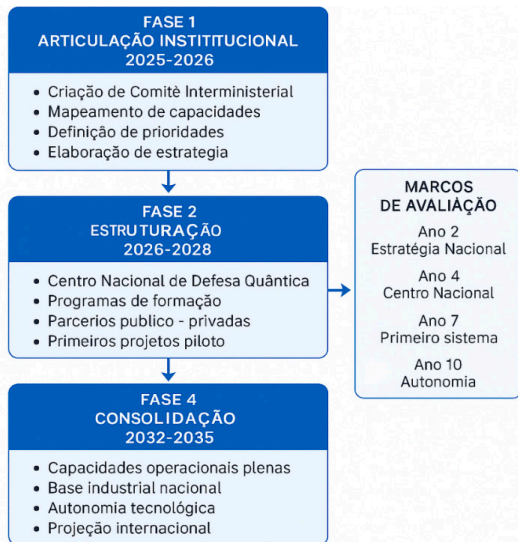 FASE 1
ARTICULAÇÃO INSTITITUCIONAL
2025-2026
• Criação de Comitè Interministerial
• Mapeamento de capacidades
• Definição de prioridades
• Elaboração de estrategia
FASE 2
ESTRUTURAÇÃO
2026-2028
• Centro Nacional de Defesa Quântica
• Programas de formação
• Parcerios publico - privadas
• Primeiros projetos piloto
MARCOS
DE AVALIAÇÃO
Ano 2
Estratégia Nacional
Ano 4
Centro Nacional
Ano 7
Primeiro sistema
Ano 10
Autonomia
FASE 4
CONSOLIDAÇÃO
2032-2035
• Capacidades operacionais plenas
• Base industrial nacional
• Autonomia tecnológica
• Projeção internacional